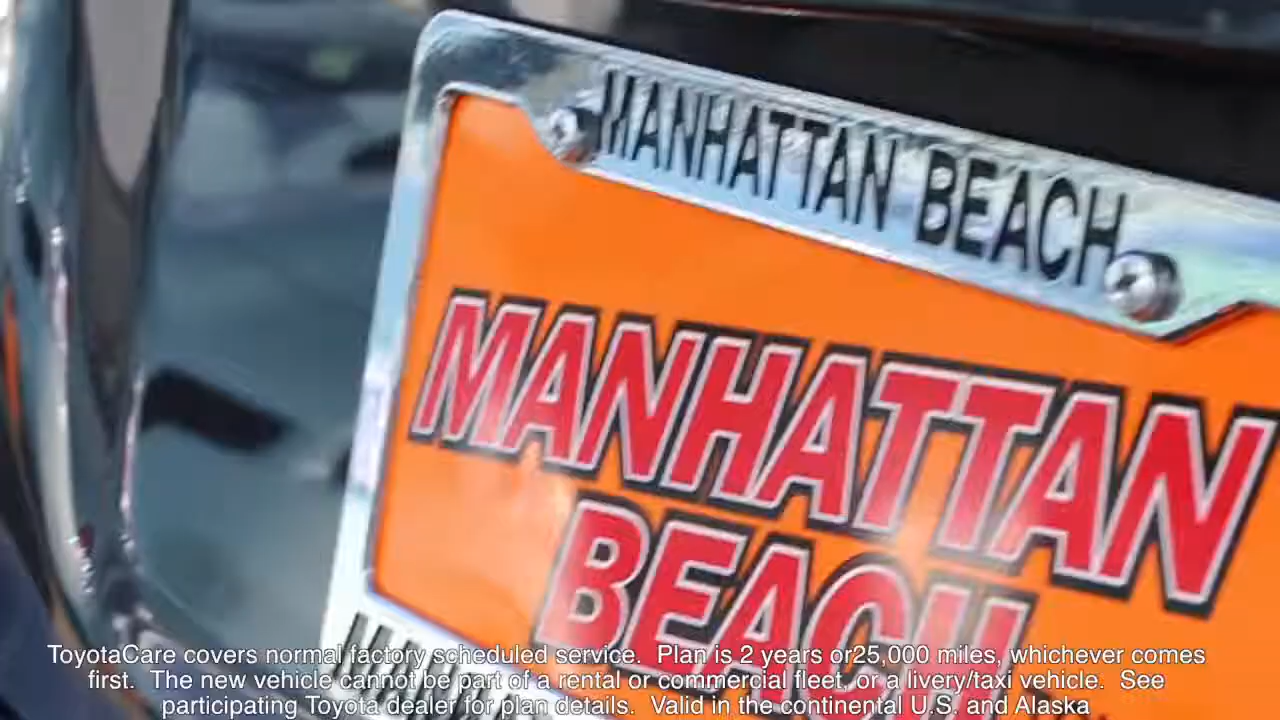 MANHATTAN BEACH
MANHATTAN
BEACH
ToyotaCare covers normal factory scheduled service. Plan is 2 years or25,000 miles, whichever comes
first. The new vehicle cannot be part of a rental or commercial fleet, or a livery/taxi vehicle. See
participating Toyota dealer for plan details. Valid in the continental U.S. and Alaska